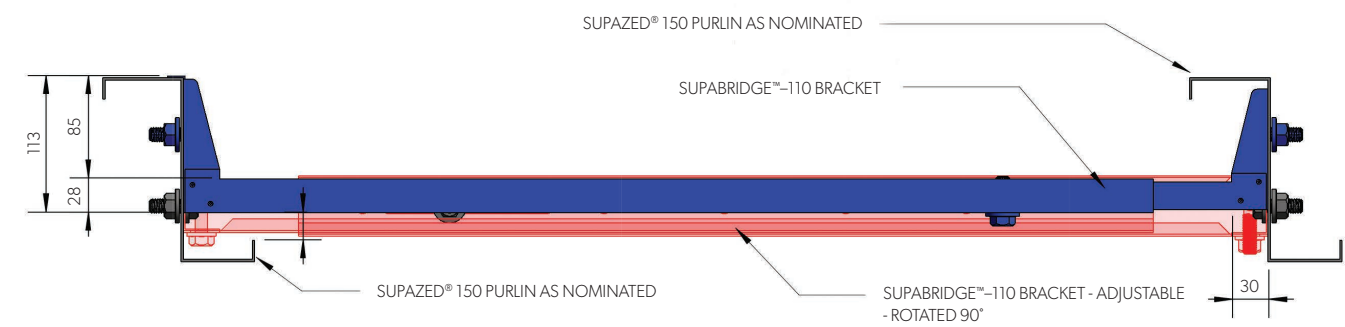 SUPAZED® 150 PURLIN AS NOMINATED
SUPABRIDGE™–110 BRACKET
113
85
28
30
SUPAZED® 150 PURLIN AS NOMINATED
SUPABRIDGE™–110 BRACKET - ADJUSTABLE
- ROTATED 90°